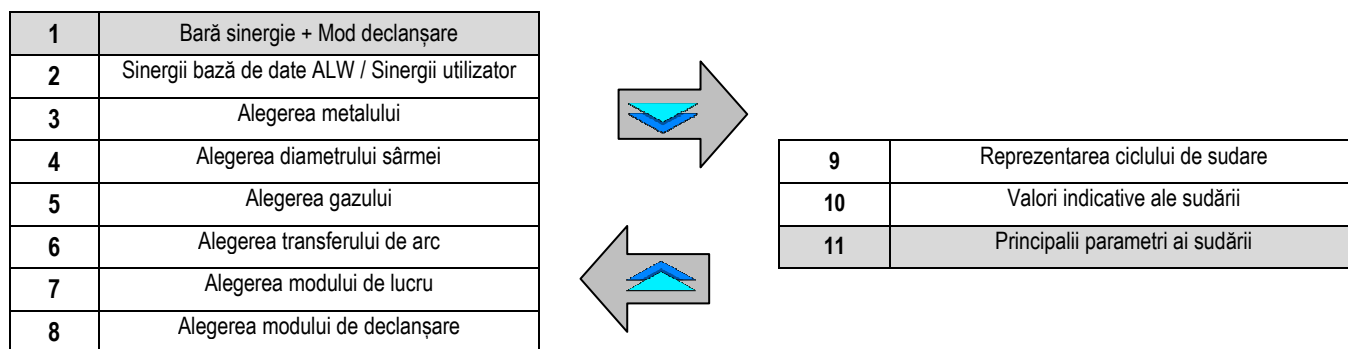 1 Bară sinergie + Mod declanșare
2 Sinergii bază de date ALW / Sinergii utilizator
3 Alegerea metalului
4 Alegerea diametrului sârmei
5 Alegerea gazului
6 Alegerea transferului de arc
7 Alegerea modului de lucru
8 Alegerea modului de declanșare
9 Reprezentarea ciclului de sudare
10 Valori indicative ale sudării
11 Principalii parametri ai sudării